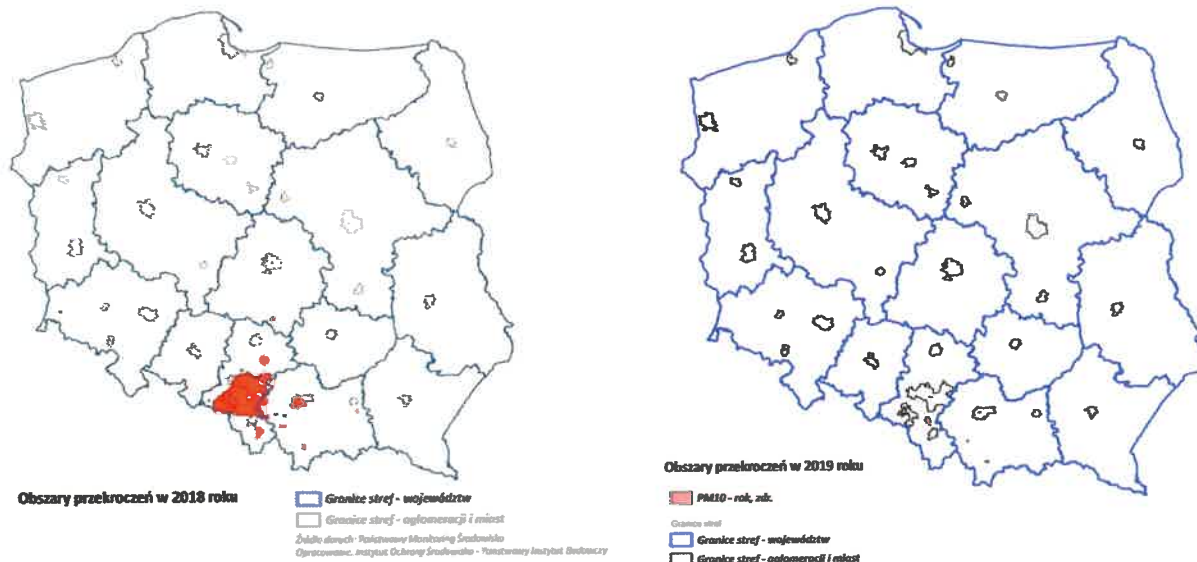 Obszary przekroczeń w 2018 roku
Granice stref - województw
Granice stref - aglomeracji i miast
Źródło danych: Państwowy Monitoring Środowiska
Opracowanie: Instytut Ochrony Środowiska - Państwowy Instytut Badawczy
Obszary przekroczeń w 2019 roku
PM10 - rok, zdr.
Granice stref
Granice stref - województw
Granice stref - aglomeracji i miast